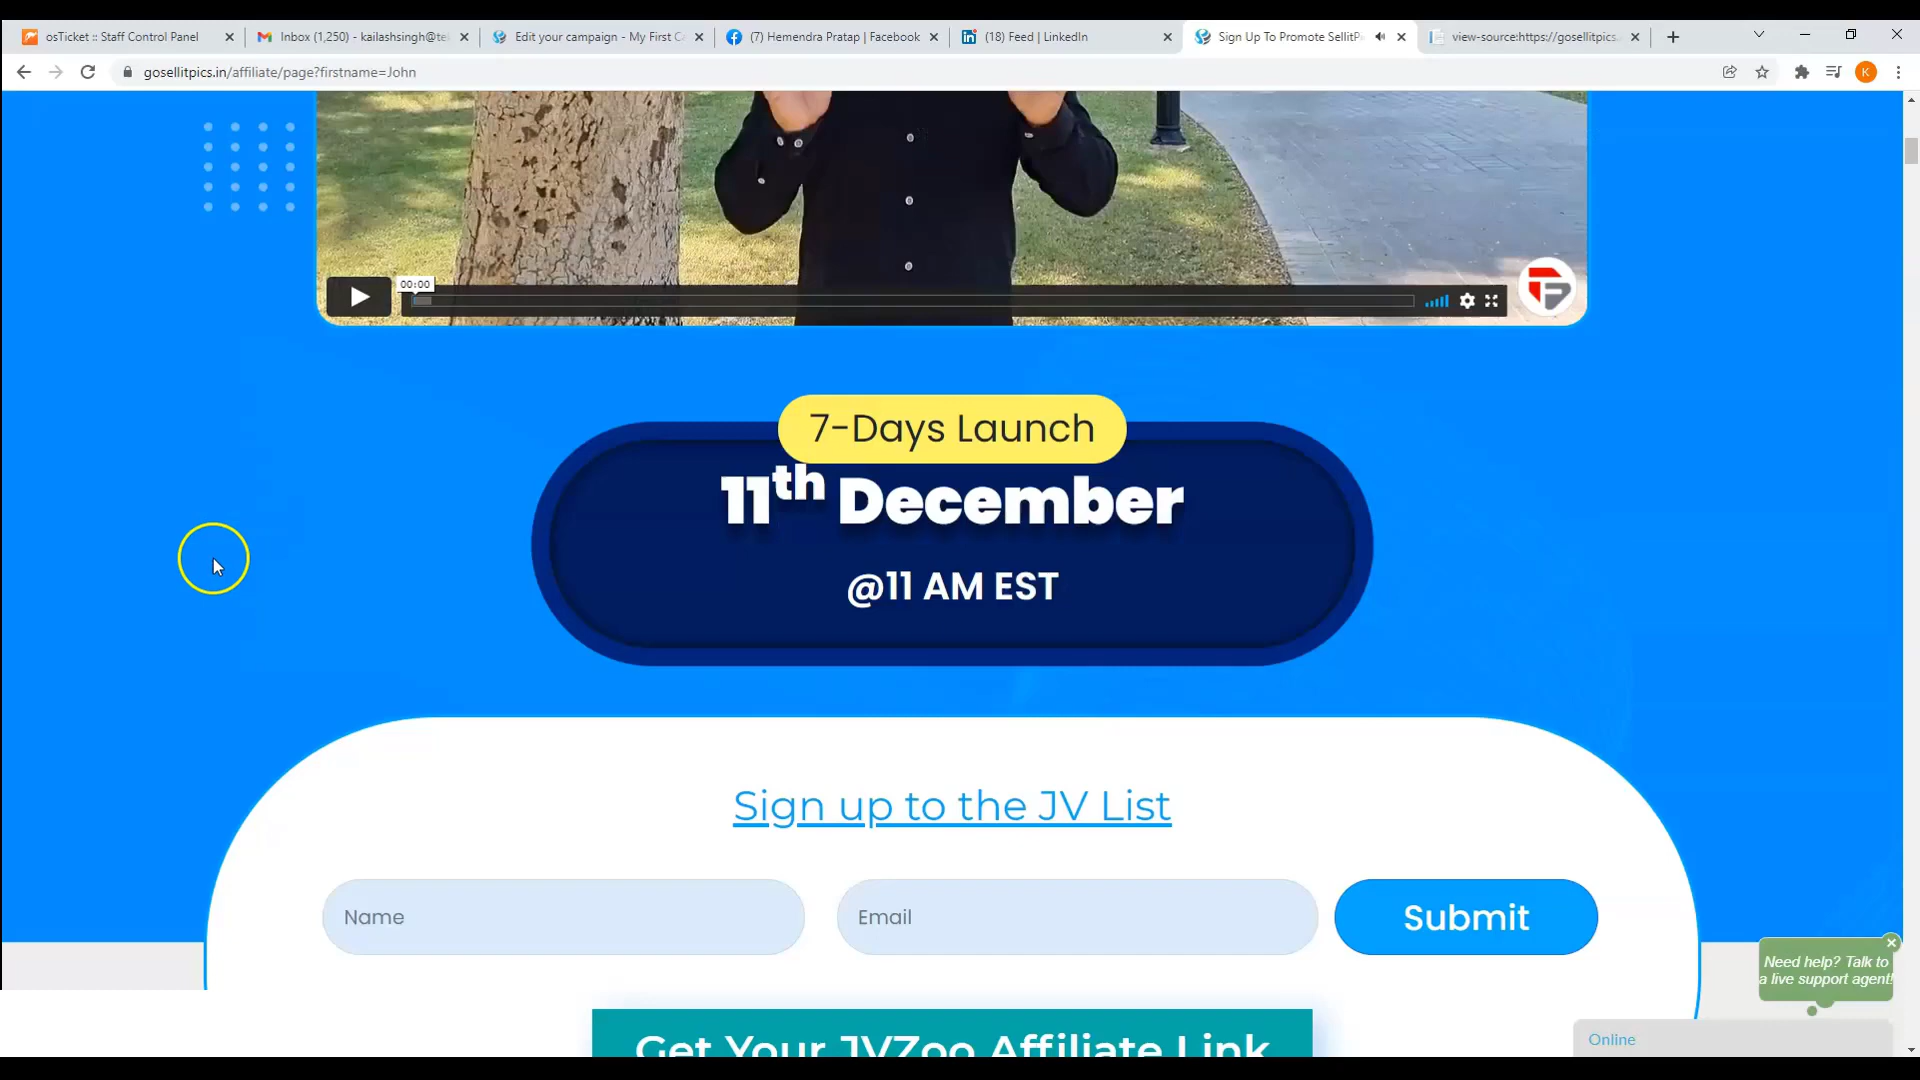 osTicket :: Staff Control Panel
Inbox (1,250) - kailashsingh@te
Edit your campaign - My First C
(7) Hemendra Pratap | Facebook
(18) Feed | LinkedIn
Sign Up To Promote SellitP
view-source:https://gosellitpics.
gosellitpics.in/affiliate/page?firstname=John
K
00:00
7-Days Launch
11th December
@11 AM EST
Sign up to the JV List
Name
Email
Submit
Need help? Talk to
a live support agent!
Get Your JVZoo Affiliate Link
Online